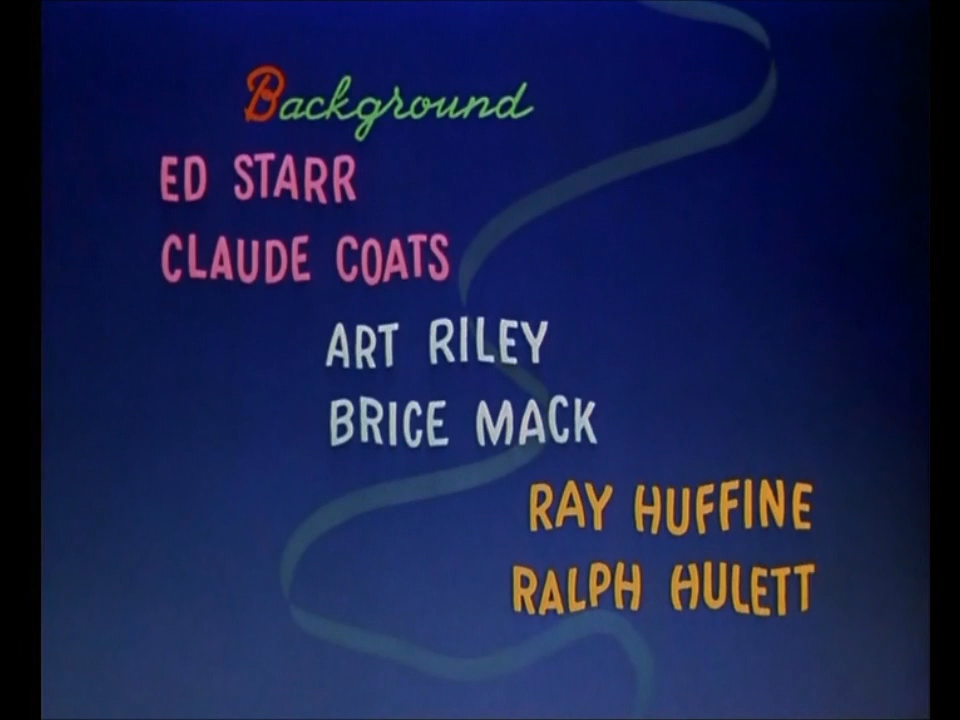 Background
ED STARR
CLAUDE COATS
ART RILEY
BRICE MACK
RAY HUFFINE
RALPH HULETT